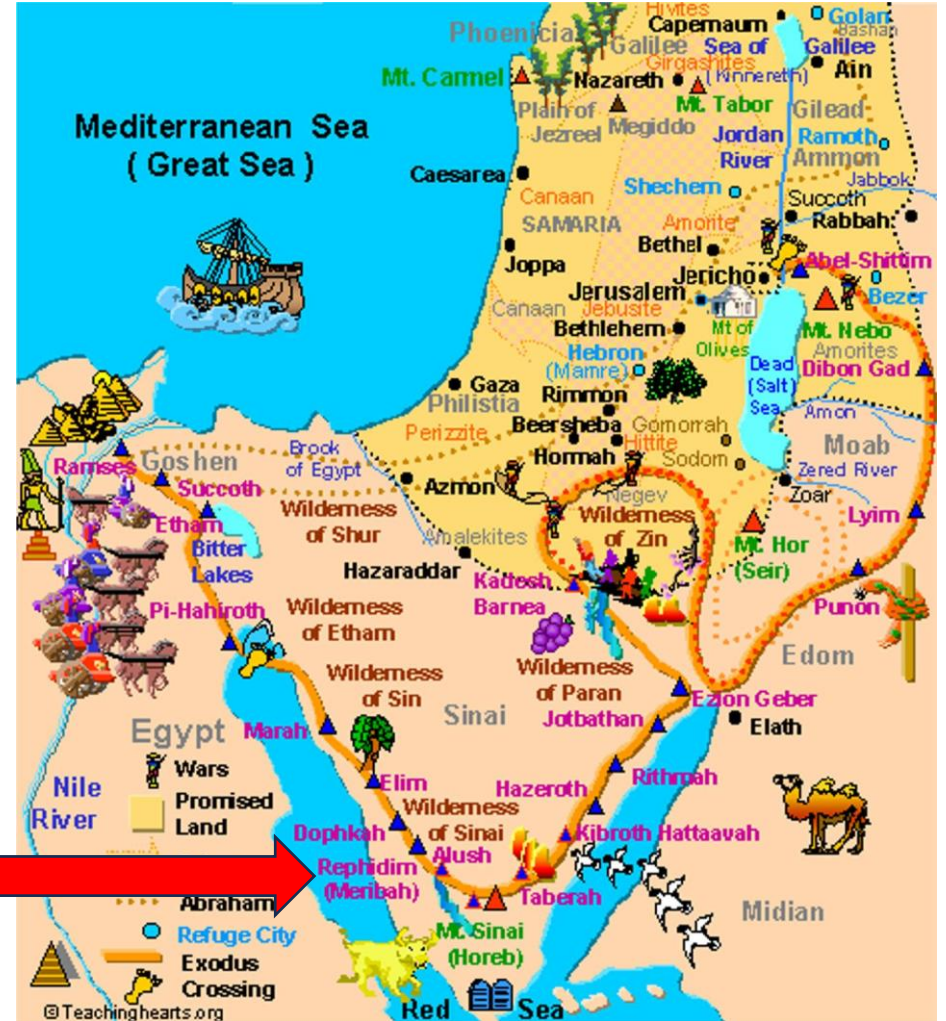 Hivites
Capernaum
Golan
Bashan
Phoenicia
Galilee
Sea of Galilee
Girgashites
(Kinnereth)
Ain
Mt. Carmel
Nazareth
Mt. Tabor
Plain of
Jezreel
Megiddo
Gilead
Jordan
River
Ramoth
Ammon
Mediterranean Sea
( Great Sea )
Caesarea
Canaan
Shechem
Jabbok
Succoth
SAMARIA
Amorite
Rabbah
Bethel
Joppa
Abel-Shittim
Jericho
Jerusalem
Bezer
Canaan
Jebusite
Bethlehem
Mt of
Olives
Mt. Nebo
Amorites
Hebron
(Mamre)
Dead
(Salt)
Sea
Dibon Gad
Gaza
Philistia
Rimmon
Arnon
Perizzite
Beersheba
Gomorrah
Hittite
Moab
Ramses
Goshen
Brook
of Egypt
Hormah
Sodom
Zered River
Succoth
Azmon
Negev
Zoar
Etham
Wilderness
of Shur
Wilderness
of Zin
Lyim
Bitter
Lakes
Amalekites
Mt. Hor
(Seir)
Hazaraddar
Kadesh
Barnea
Pi-Hahiroth
Wilderness
of Etham
Punon
Wilderness
of Sin
Wilderness
of Paran
Edom
Sinai
Ezion Geber
Egypt
Marah
Jotbathan
Elath
Wars
Nile
River
Elim
Hazeroth
Rithmah
Promised
Land
Wilderness
of Sinai
Dophkah
Kibroth Hattaavah
Alush
Rephidim
(Meribah)
Taberah
Abraham
Midian
Refuge City
Mt. Sinai
(Horeb)
Exodus
Crossing
Red Sea
©Teachinghearts.org